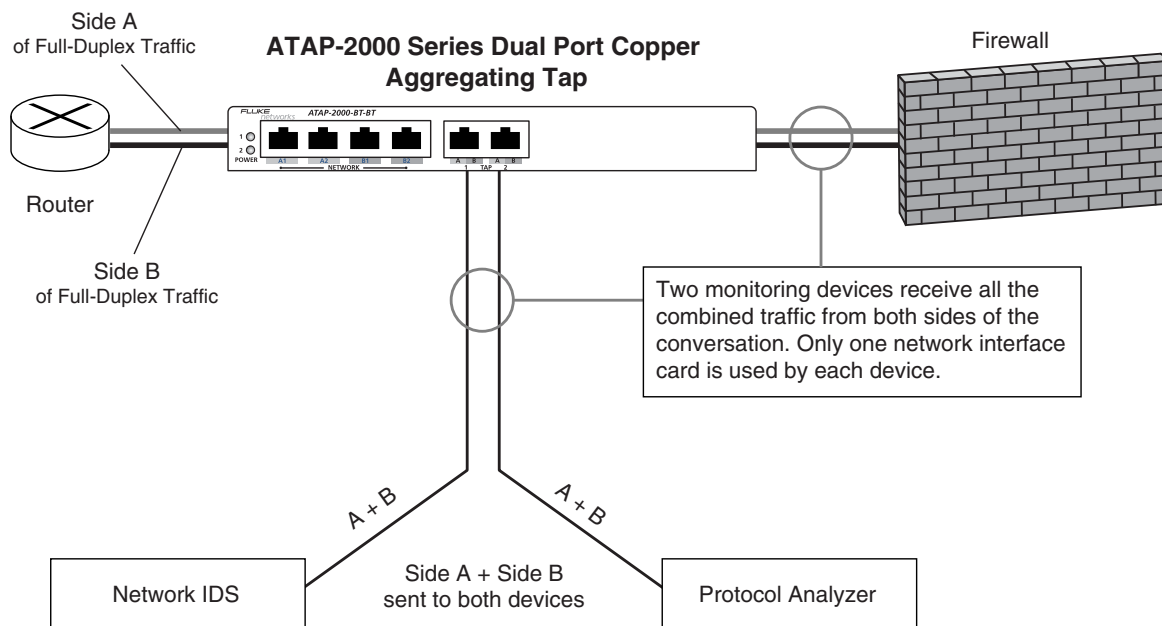 Side A
of Full-Duplex Traffic
ATAP-2000 Series Dual Port Copper
Aggregating Tap
Firewall
FLUKE
networks
ATAP-2000-BT-BT
1
2
POWER
A1 A2 B1 B2
NETWORK
A B A B
1 TAP 2
Router
Side B
of Full-Duplex Traffic
Two monitoring devices receive all the
combined traffic from both sides of the
conversation. Only one network interface
card is used by each device.
A + B
A + B
Network IDS
Side A + Side B
sent to both devices
Protocol Analyzer